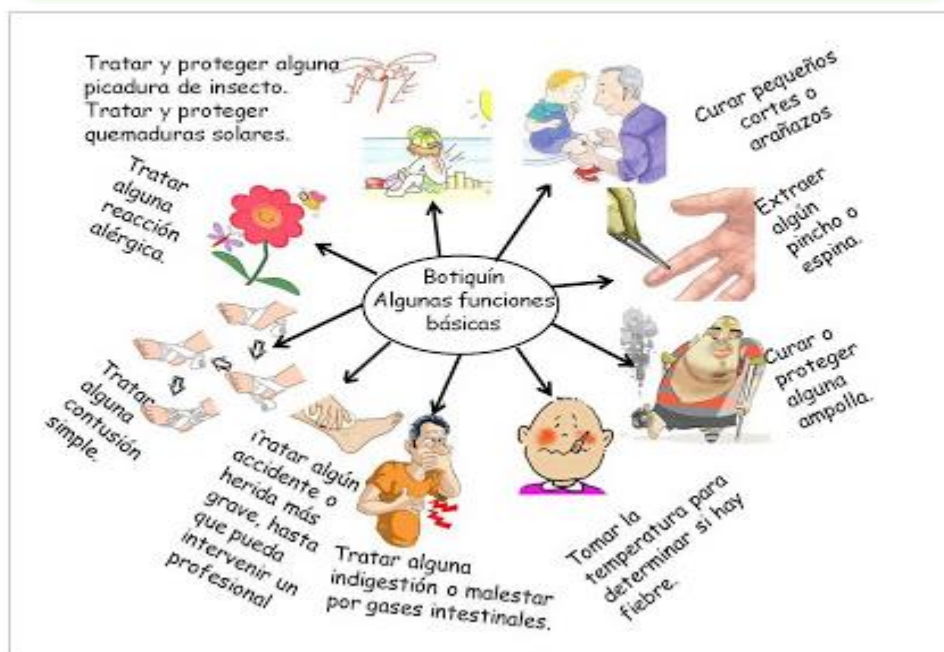 Tratar y proteger alguna
picadura de insecto.
Tratar y proteger
quemaduras solares.
Curar pequeños
cortes o
arañazos
Extraer
algún
pincho o
espina.
Tratar
alguna
reacción
alérgica.
Botiquín
Algunas funciones
básicas
Curar o
proteger
alguna
ampolla.
Tratar
alguna
contusión
simple.
Tratar algún
accidente o
herida más
grave, hasta
que pueda
intervenir un
profesional
Tratar alguna
indigestión o malestar
por gases intestinales.
Tomar la
temperatura para
determinar si hay
fiebre.